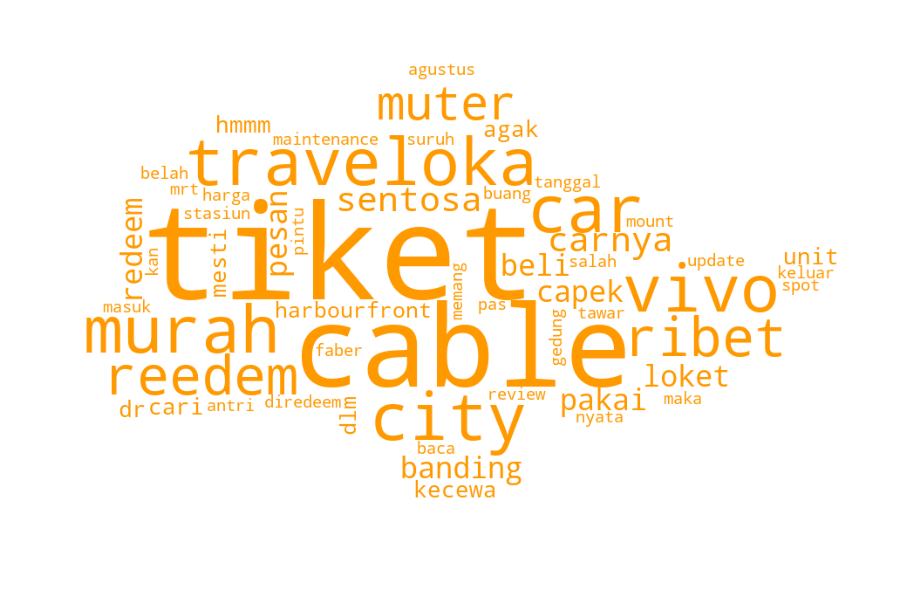 agustus
muter
hmmm
maintenance
suruh
agak
traveloka
belah
mrt
harga
stasiun
sentosa
buang
tanggal
redeem
kan
mesti
pesan
pintu
tiket
car
mount
carnya
beli
salah
update
unit
keluar
spot
masuk
harbourfront
memang
pas
capek
tawar
vivo
murah
faber
cable
gedung
ribet
reedem
loket
dr
cari
antri
diredeem
dlm
city
review
pakai
nyata
maka
baca
banding
kecewa